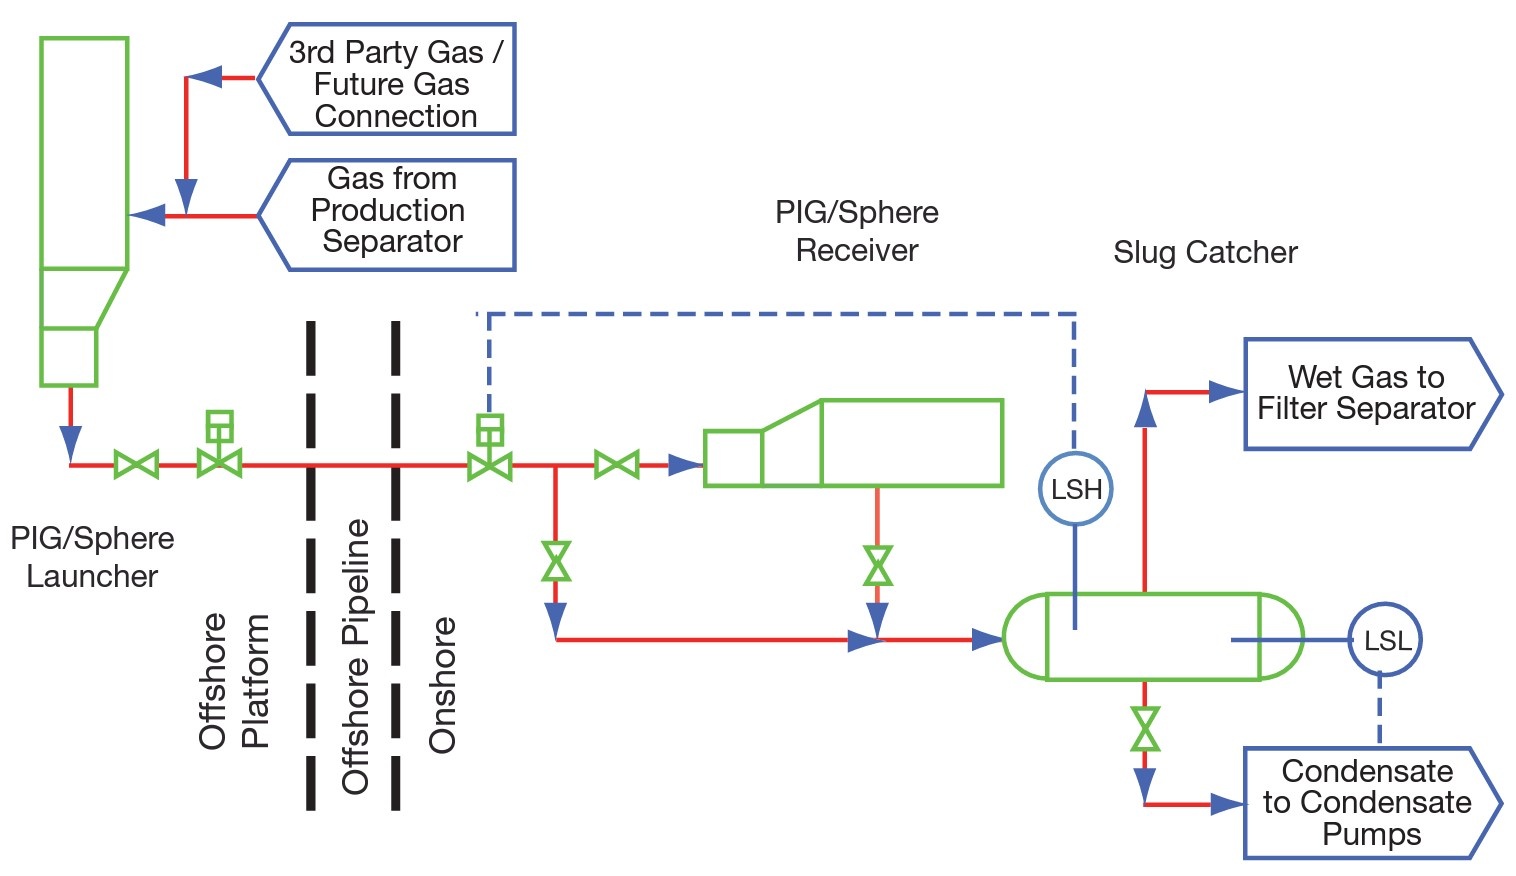 3rd Party Gas /
Future Gas
Connection
Gas from
Production
Separator
PIG/Sphere
Receiver
Slug Catcher
Wet Gas to
Filter Separator
LSH
PIG/Sphere
Launcher
Offshore
Platform
Offshore Pipeline
Onshore
LSL
Condensate
to Condensate
Pumps